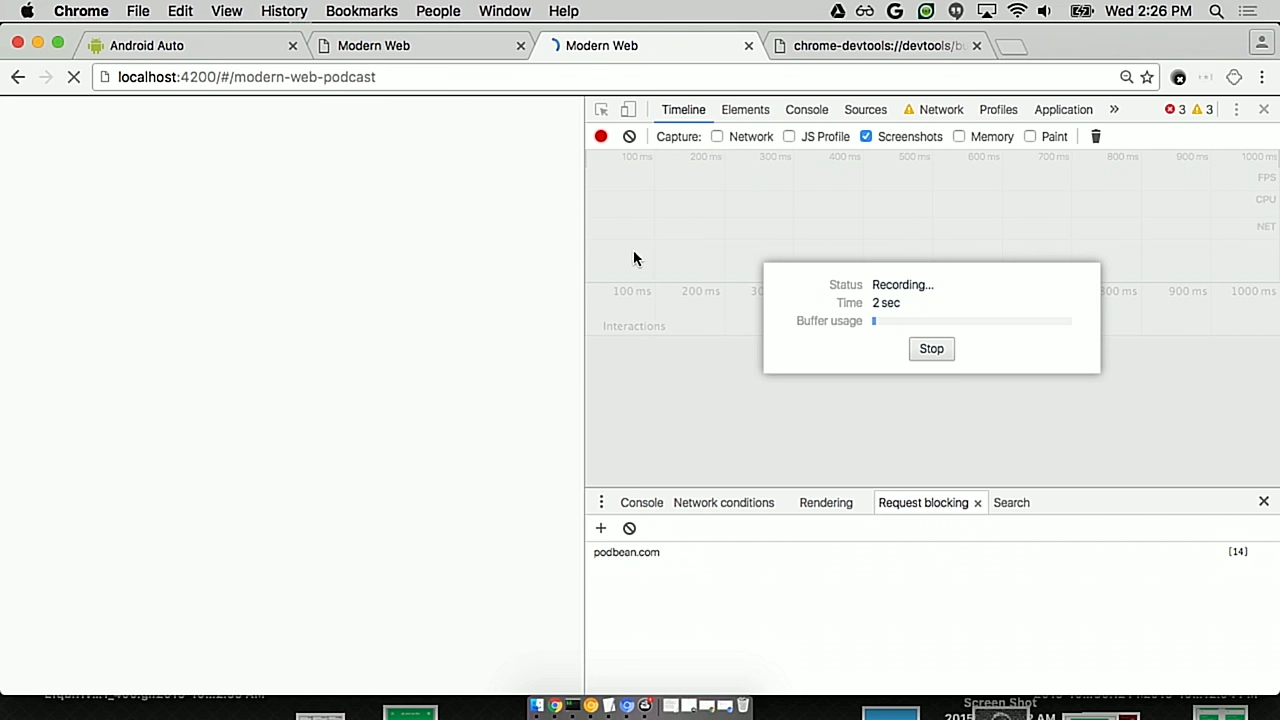 Chrome File Edit View History Bookmarks People Window Help Wed 2:26 PM
Android Auto Modern Web Modern Web chrome-devtools://devtools/bu
localhost:4200/#/modern-web-podcast
Timeline Elements Console Sources Network Profiles Application » 3 3
Capture: Network JS Profile Screenshots Memory Paint
100 ms 200 ms 300 ms 400 ms 500 ms 600 ms 700 ms 800 ms 900 ms 1000 ms
FPS
CPU
NET
100 ms 200 ms 800 ms 900 ms 1000 ms
Interactions
Status Recording...
Time 2 sec
Buffer usage
Stop
Console Network conditions Rendering Request blocking Search
podbean.com [14]
Screen Shot